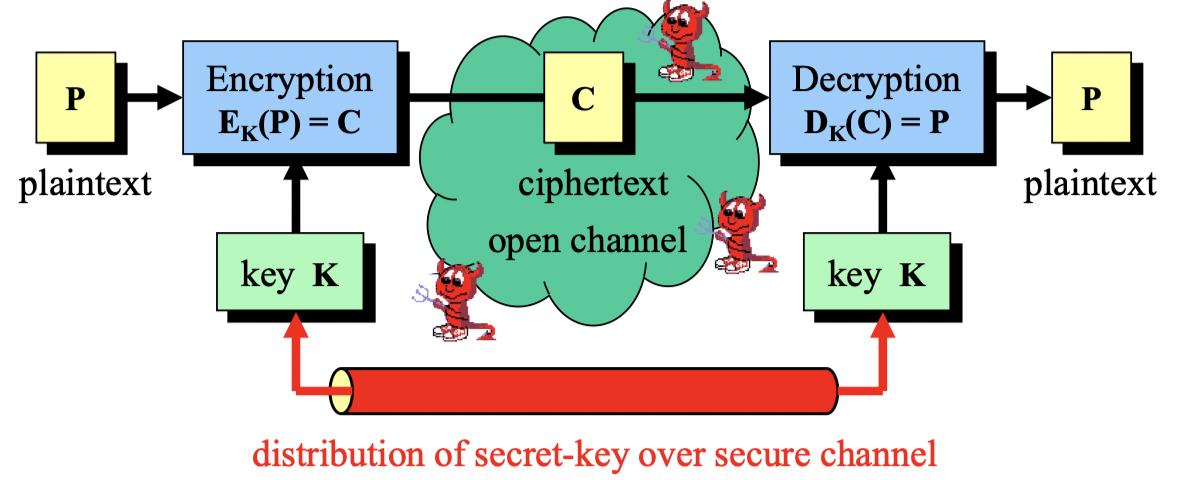 P
Encryption
E_K(P) = C
C
Decryption
D_K(C) = P
P
plaintext
ciphertext
plaintext
open channel
key K
key K
distribution of secret-key over secure channel